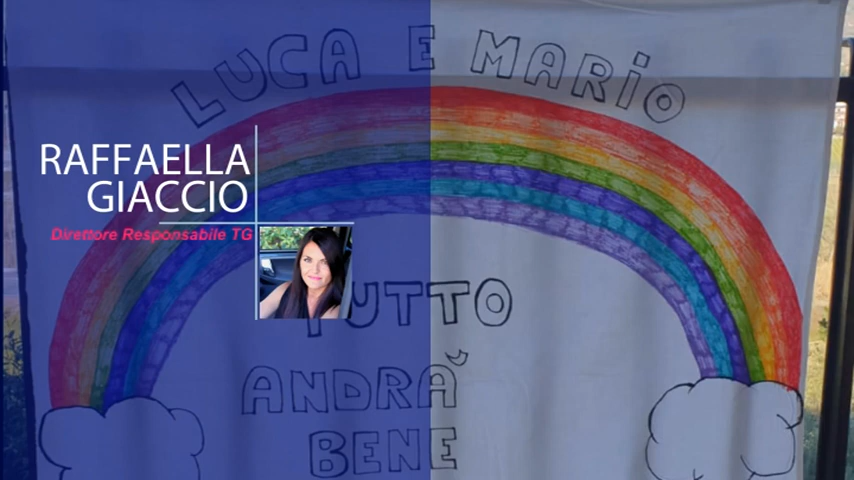 LUCA E MARIO
RAFFAELLA
GIACCIO
Direttore Responsabile TG
TUTTO
ANDRÀ
BENE